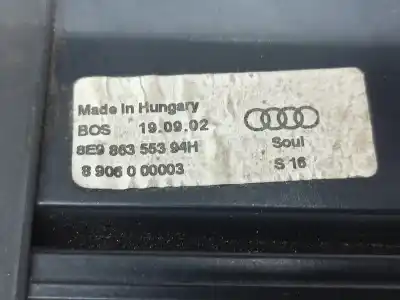 Made in Hungary
BOS 19.09.02
8E9 863 553 94H Soul
8 906 0 00003 S 16